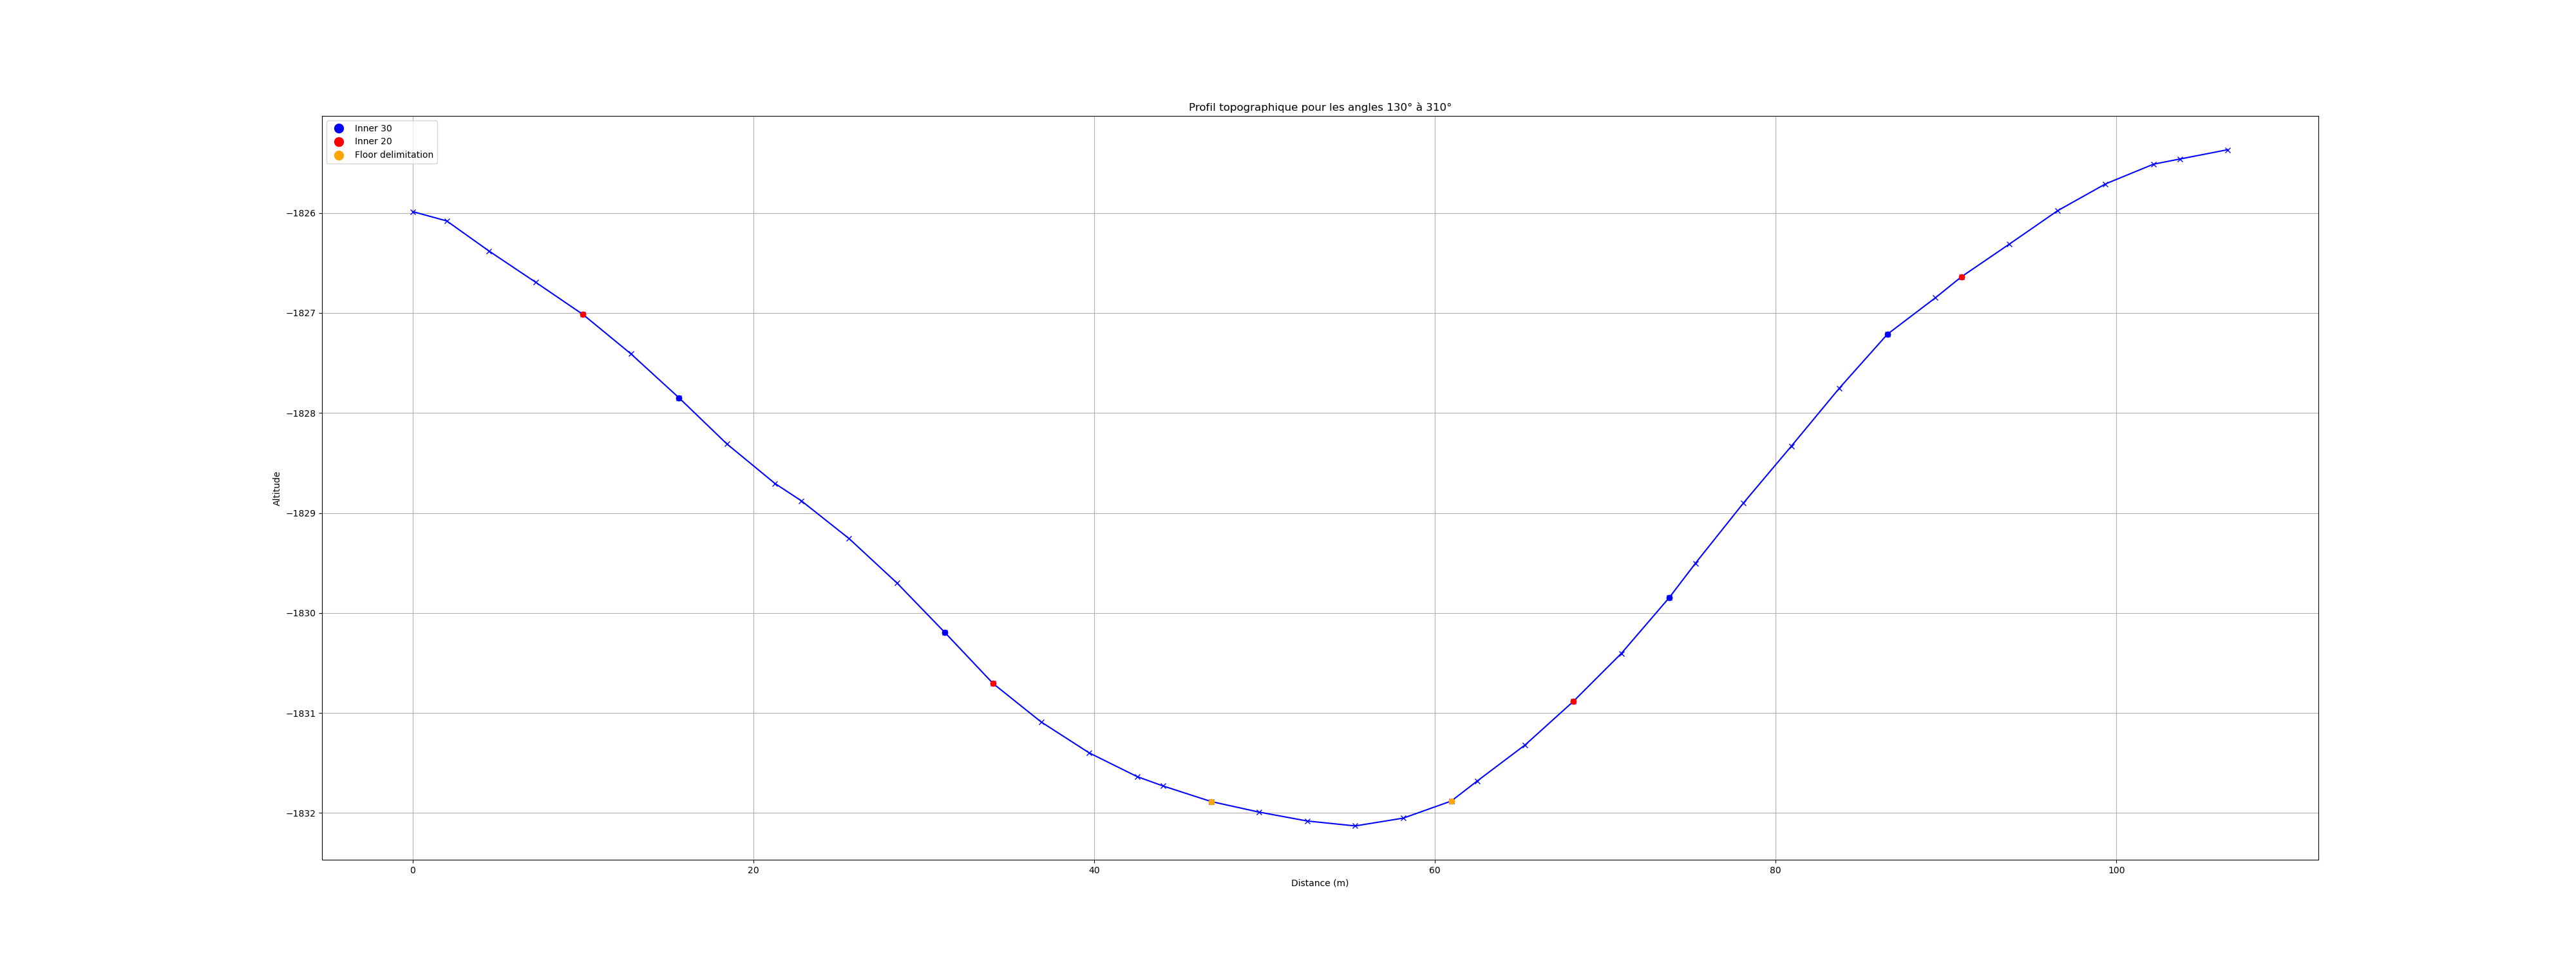 Profil topographique pour les angles 130° à 310°
Inner 30
Inner 20
Floor delimitation
−1826
−1827
−1828
−1829
−1830
−1831
−1832
Altitude
0 20 40 60 80 100
Distance (m)